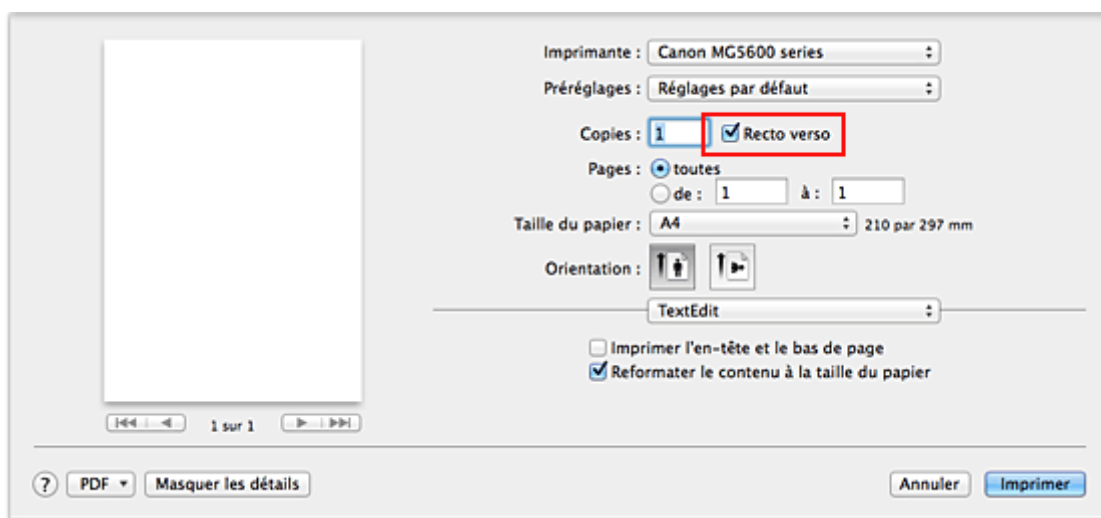 Imprimante : Canon MG5600 series
Préréglages : Réglages par défaut
Copies : 1 Recto verso
Pages : toutes
de : 1 à : 1
Taille du papier : A4 210 par 297 mm
Orientation :
TextEdit
Imprimer l'en-tête et le bas de page
Reformater le contenu à la taille du papier
1 sur 1
? PDF Masquer les détails Annuler Imprimer